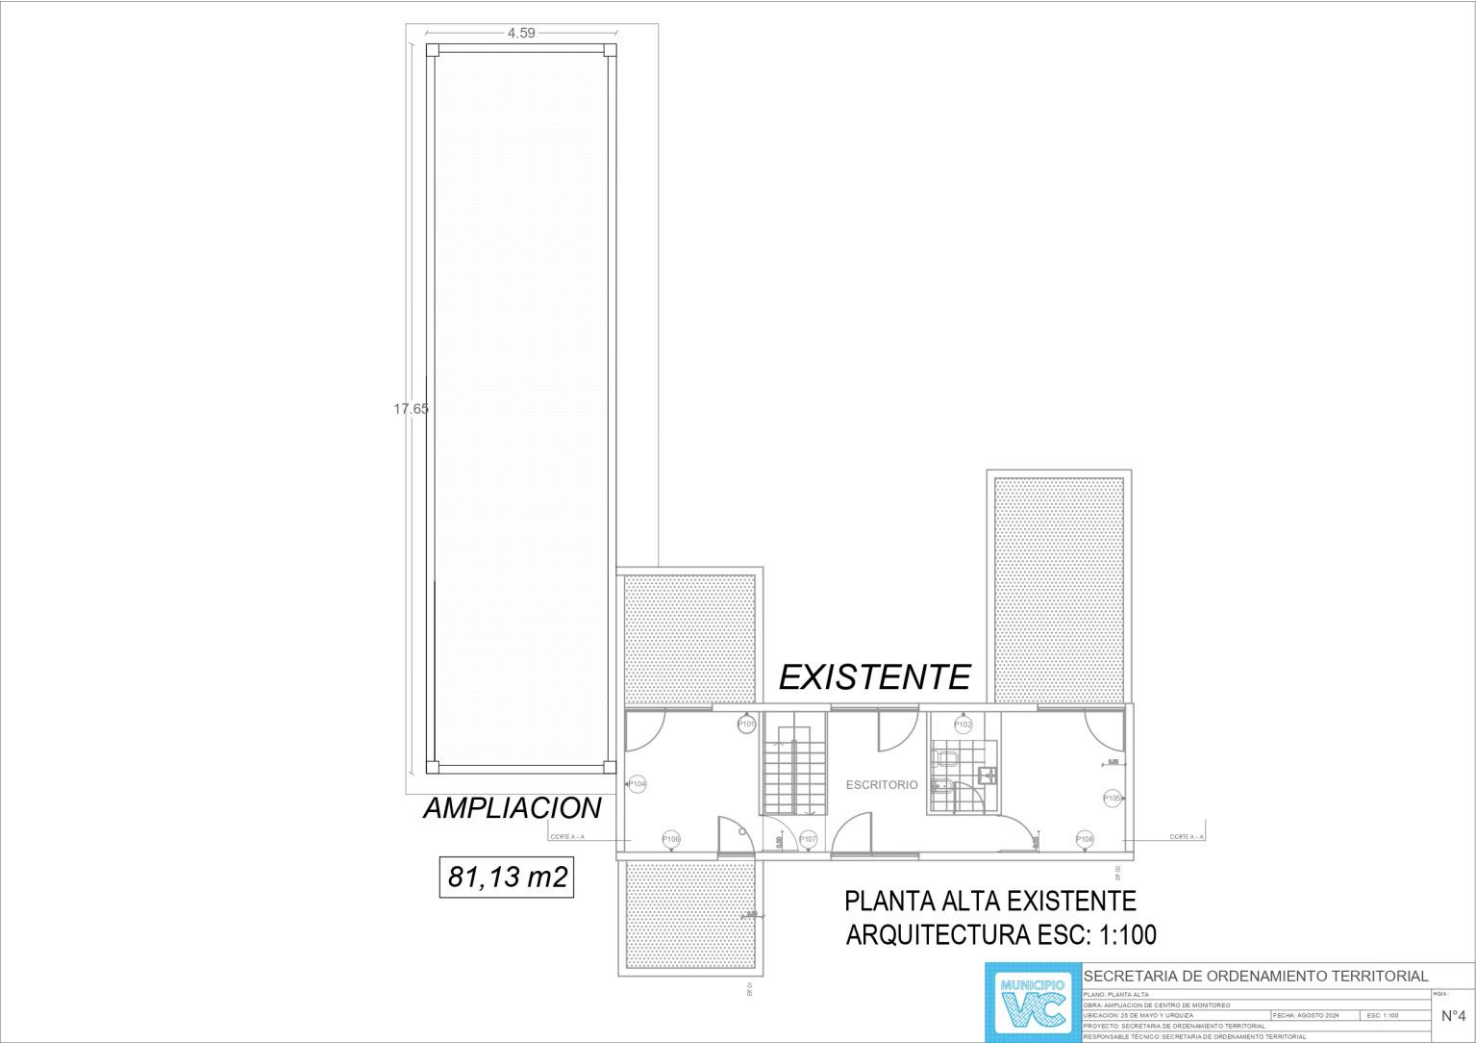 4.59
17.65
EXISTENTE
P101
P102
P104
ESCRITORIO
P105
AMPLIACION
CORTE A - A
P106
P107
P108
CORTE A - A
81,13 m2
PLANTA ALTA EXISTENTE
ARQUITECTURA ESC: 1:100
MUNICIPIO
VC
SECRETARIA DE ORDENAMIENTO TERRITORIAL
PLANO: PLANTA ALTA
OBRA: AMPLIACION DE CENTRO DE MONITOREO
UBICACION: 25 DE MAYO Y URQUIZA
FECHA: AGOSTO 2024
ESC: 1:100
PROYECTO: SECRETARIA DE ORDENAMIENTO TERRITORIAL
RESPONSABLE TÉCNICO: SECRETARIA DE ORDENAMIENTO TERRITORIAL
N°4